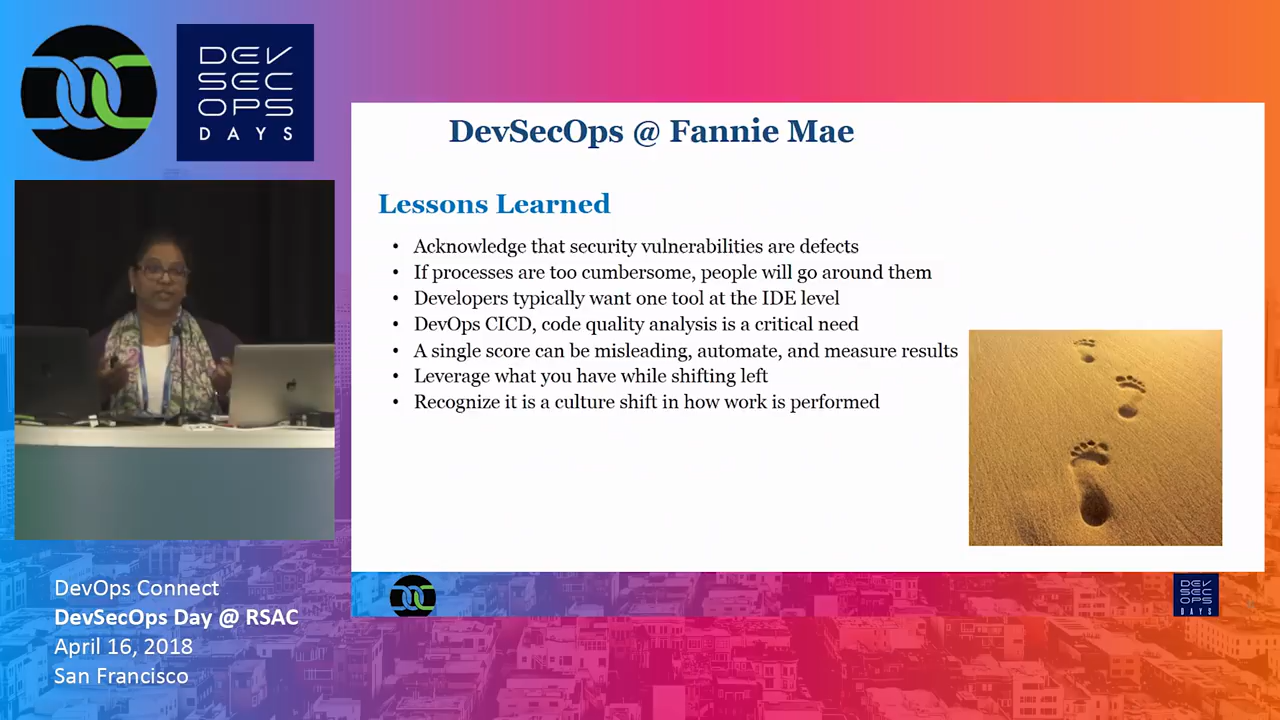 DEV
SEC
OPS
DAYS
DevSecOps @ Fannie Mae
Lessons Learned
• Acknowledge that security vulnerabilities are defects
• If processes are too cumbersome, people will go around them
• Developers typically want one tool at the IDE level
• DevOps CICD, code quality analysis is a critical need
• A single score can be misleading, automate, and measure results
• Leverage what you have while shifting left
• Recognize it is a culture shift in how work is performed
DevOps Connect
DevSecOps Day @ RSAC
April 16, 2018
San Francisco
DEV
SEC
OPS
DAYS